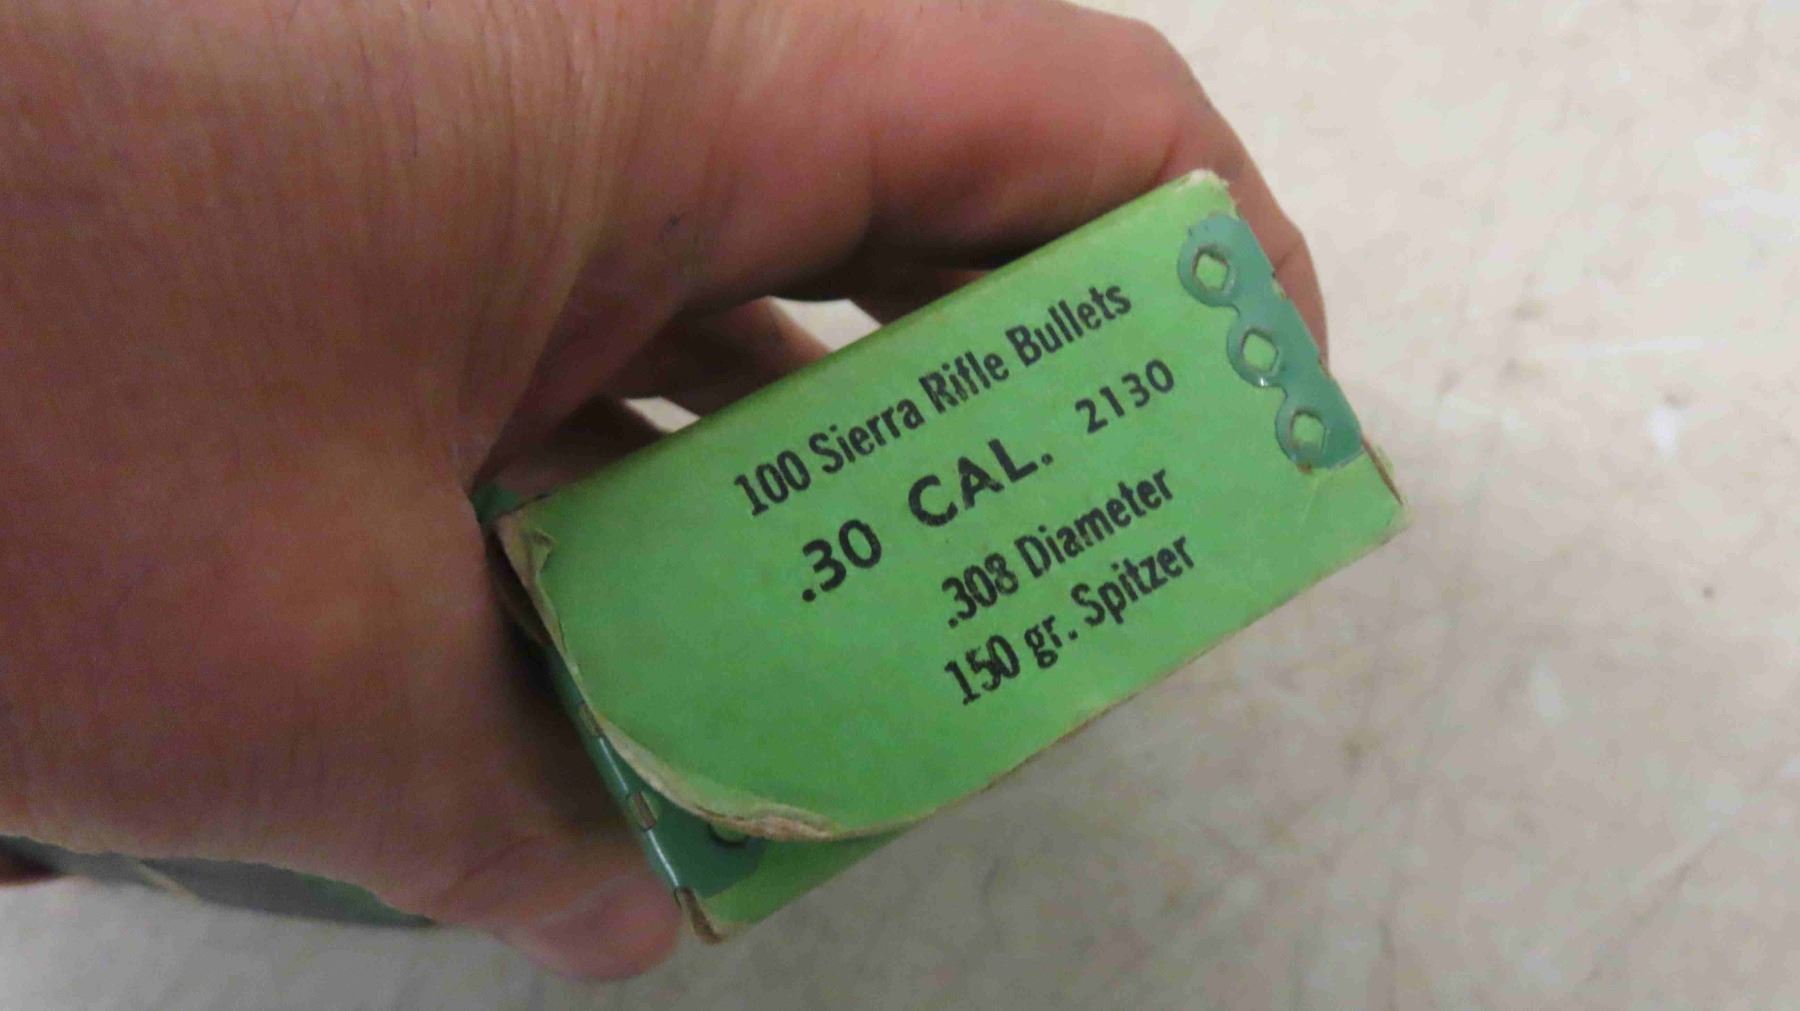 100 Sierra Rifle Bullets
.30 CAL. 2130
.308 Diameter
150 gr. Spitzer